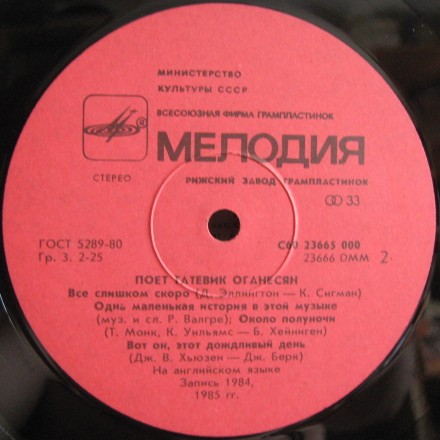 МИНИСТЕРСТВО
КУЛЬТУРЫ СССР
ВСЕСОЮЗНАЯ ФИРМА ГРАМПЛАСТИНОК
®
МЕЛОДИЯ
СТЕРЕО
РИЖСКИЙ ЗАВОД ГРАМПЛАСТИНОК
33
ГОСТ 5289-80
Гр. 3. 2-25
С60 23665 000
23666 DMM 2
ПОЕТ ТАТЕВИК ОГАНЕСЯН
Все слишком скоро (Д. Эллингтон — К. Сигман)
Одна маленькая история в этой музыке
(муз. и сл. Р. Валгре); Около полуночи
(Т. Монк, К. Уильямс — Б. Хейниген)
Вот он, этот дождливый день
(Дж. В. Хьюзен — Дж. Берк)
На английском языке
Запись 1984,
1985 гг.